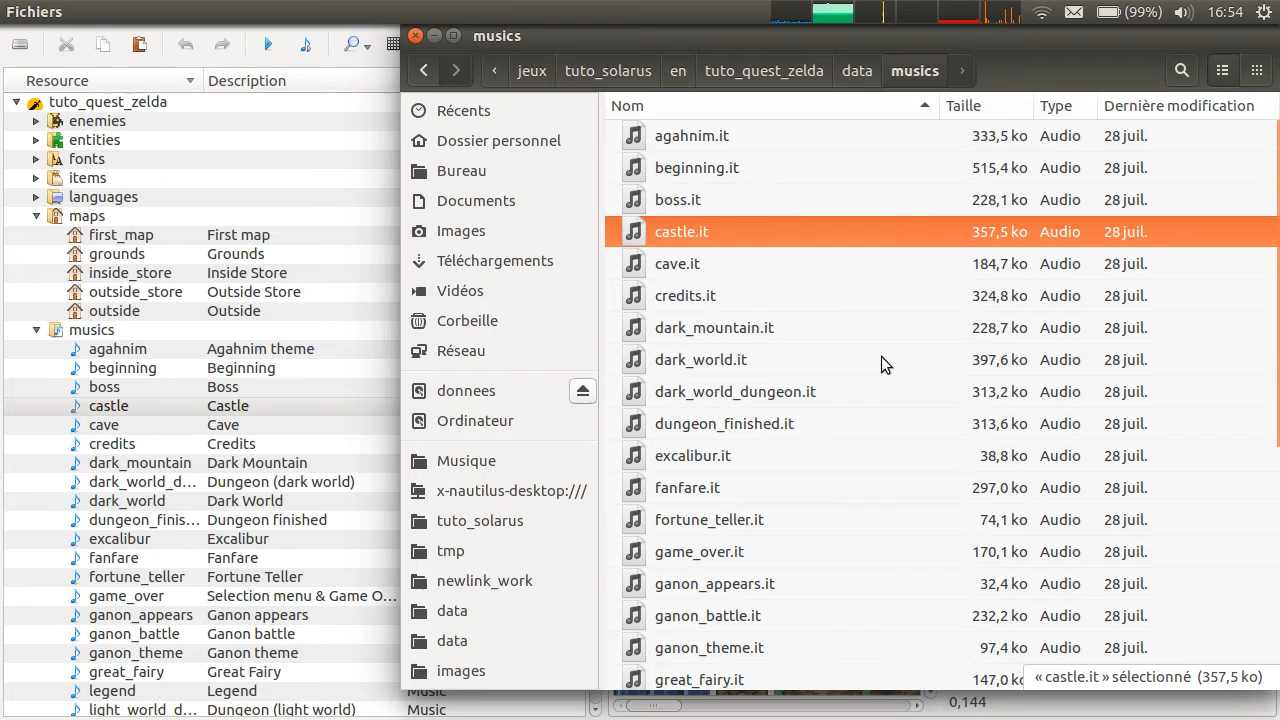 Fichiers
(99%)
16:54
Resource
Description
tuto_quest_zelda
enemies
entities
fonts
items
languages
maps
first_map First map
grounds Grounds
inside_store Inside Store
outside_store Outside Store
outside Outside
musics
agahnim Agahnim theme
beginning Beginning
boss Boss
castle Castle
cave Cave
credits Credits
dark_mountain Dark Mountain
dark_world_d... Dungeon (dark world)
dark_world Dark World
dungeon_finis... Dungeon finished
excalibur Excalibur
fanfare Fanfare
fortune_teller Fortune Teller
game_over Selection menu & Game O...
ganon_appears Ganon appears
ganon_battle Ganon battle
ganon_theme Ganon theme
great_fairy Great Fairy
legend Legend
light_world_d... Dungeon (light world) Music
musics
jeux tuto_solarus en tuto_quest_zelda data musics
Récents
Dossier personnel
Bureau
Documents
Images
Téléchargements
Vidéos
Corbeille
Réseau
donnees
Ordinateur
Musique
x-nautilus-desktop:///
tuto_solarus
tmp
newlink_work
data
data
images
Nom Taille Type Dernière modification
agahnim.it 333,5 ko Audio 28 juil.
beginning.it 515,4 ko Audio 28 juil.
boss.it 228,1 ko Audio 28 juil.
castle.it 357,5 ko Audio 28 juil.
cave.it 184,7 ko Audio 28 juil.
credits.it 324,8 ko Audio 28 juil.
dark_mountain.it 228,7 ko Audio 28 juil.
dark_world.it 397,6 ko Audio 28 juil.
dark_world_dungeon.it 313,2 ko Audio 28 juil.
dungeon_finished.it 313,6 ko Audio 28 juil.
excalibur.it 38,8 ko Audio 28 juil.
fanfare.it 297,0 ko Audio 28 juil.
fortune_teller.it 74,1 ko Audio 28 juil.
game_over.it 170,1 ko Audio 28 juil.
ganon_appears.it 32,4 ko Audio 28 juil.
ganon_battle.it 232,2 ko Audio 28 juil.
ganon_theme.it 97,4 ko Audio 28 juil.
great_fairy.it 147,0 ko
« castle.it » sélectionné (357,5 ko)
0,144